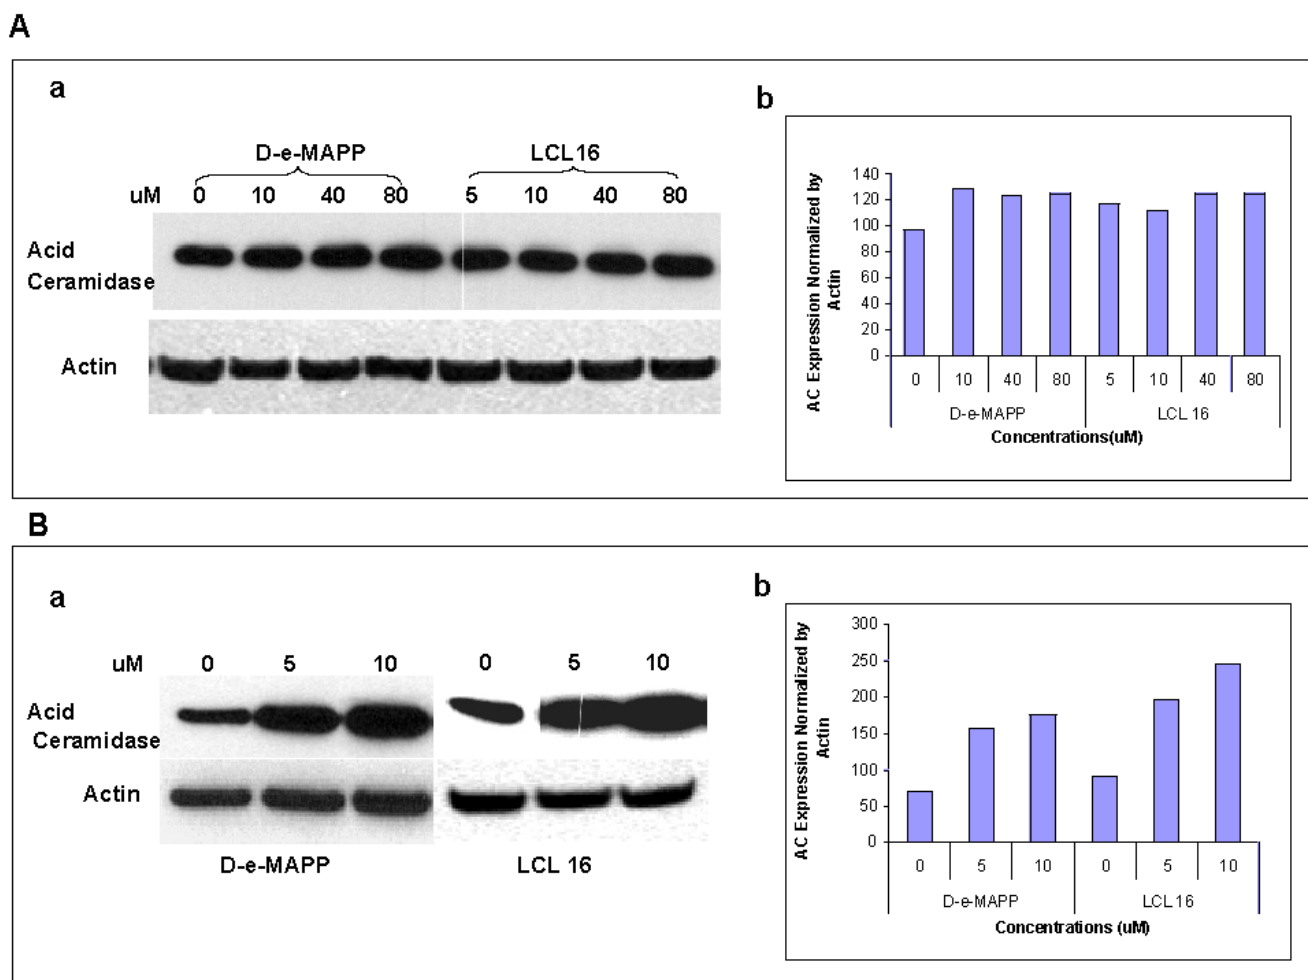 A
a
D-e-MAPP LCL16
uM 0 10 40 80 5 10 40 80
Acid
Ceramidase
Actin
b
AC Expression Normalized by
Actin
140
120
100
80
60
40
20
0
0 10 40 80 5 10 40 80
D-e-MAPP LCL 16
Concentrations(uM)
B
a
uM 0 5 10 0 5 10
Acid
Ceramidase
Actin
D-e-MAPP LCL 16
b
AC Expression Normalized by
Actin
300
250
200
150
100
50
0
0 5 10 0 5 10
D-e-MAPP LCL 16
Concentrations (uM)